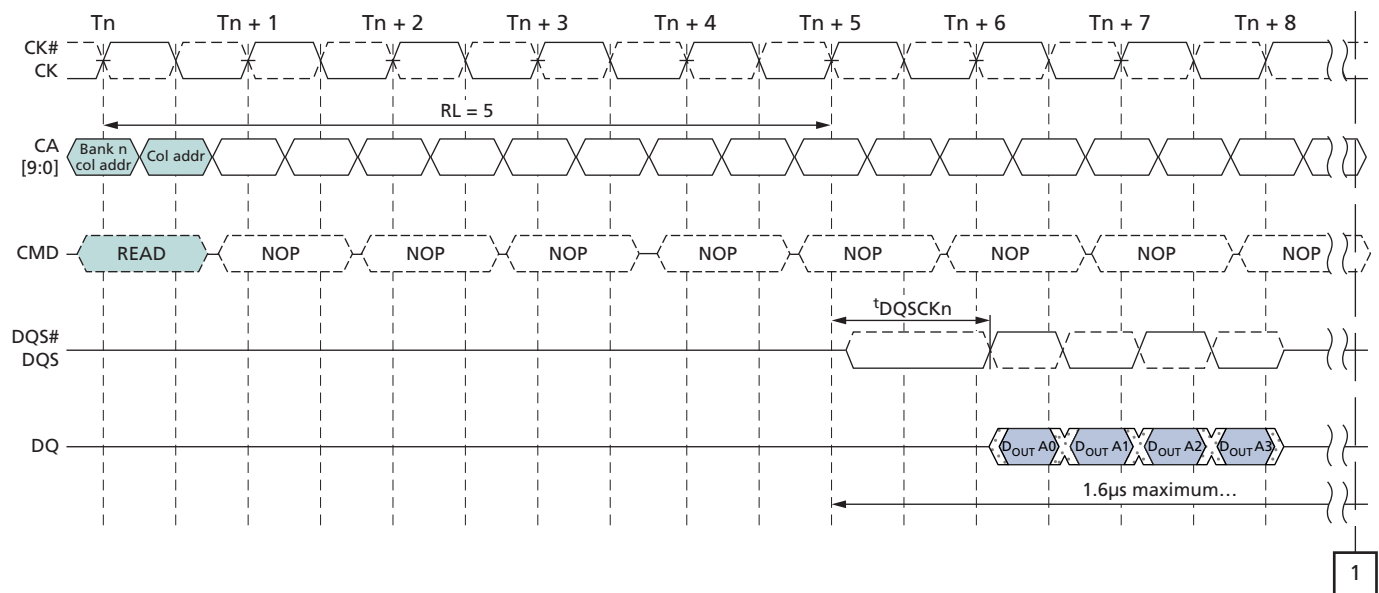 Tn Tn + 1 Tn + 2 Tn + 3 Tn + 4 Tn + 5 Tn + 6 Tn + 7 Tn + 8
CK#
CK
RL = 5
CA
[9:0]
Bank n
col addr
Col addr
CMD READ NOP NOP NOP NOP NOP NOP NOP NOP
tDQSCKn
DQS#
DQS
DQ DOUT A0 DOUT A1 DOUT A2 DOUT A3
1.6µs maximum…
1